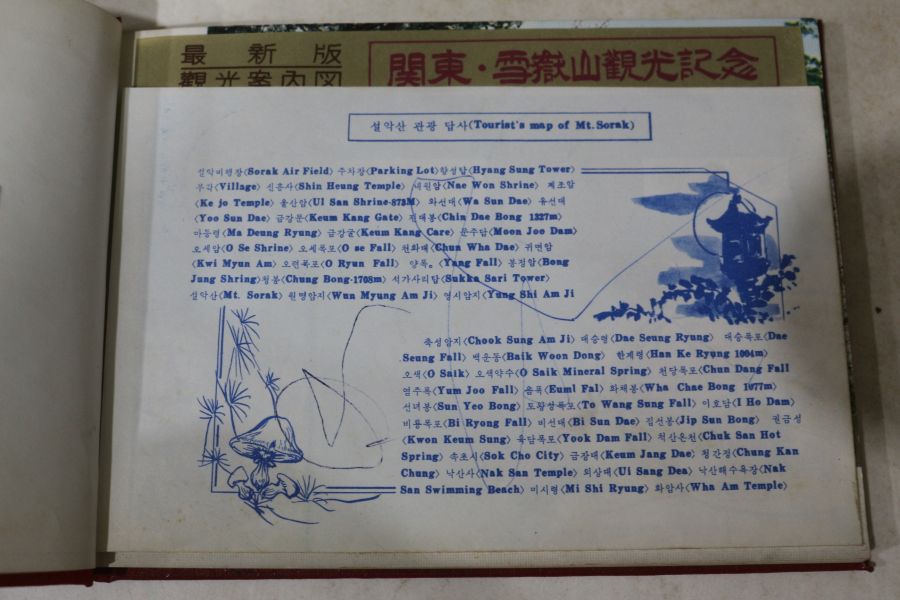 最新版
観光案内図
関東·雪嶽山観光記念
설악산 관광 답사(Tourist's map of Mt.Sorak)
설악비행장(Sorak Air Field) 주차장(Parking Lot)향성탑(Hyang Sung Tower)
부각(Village) 신흥사(Shin Heung Temple) 내원암(Nae Won Shrine) 계조암
(Ke jo Temple) 울산암(Ul San Shrine-873M) 와선대(Wa Sun Dae) 유선대
(Yoo Sun Dae) 금강문(Keum Kang Gate) 진대봉(Chin Dae Bong 1327m)
마등령(Ma Deung Ryung) 금강굴(Keum Kang Care) 문주담(Moon Joo Dam)
오세암(O Se Shrine) 오세폭포(O se Fall) 천화대(Chun Wha Dae) 귀면암
(Kwi Myun Am) 오련폭포(O Ryun Fall) 양폭。(Yang Fall) 봉정암(Bong
Jung Shring)청봉(Chung Bong-1708m) 석가사리탑(Sukka Sari Tower)
설악산(Mt. Sorak) 원명암지(Wun Myung Am Ji) 영시암지(Yung Shi Am Ji
축성암지(Chook Sung Am Ji) 대승령(Dae Seung Ryung) 대승폭포(Dae
Seung Fall) 백운동(Baik Woon Dong) 한계령(Han Ke Ryung 1004m)
오색(O Saik) 오색약수(O Saik Mineral Spring) 천당폭포(Chun Dang Fall
염주폭(Yum Joo Fall) 음폭(Euml Fal) 화채봉(Wha Chae Bong 1077m)
선녀봉(Sun Yeo Bong) 토왕성폭포(To Wang Sung Fall) 이호담(I Ho Dam)
비룡폭포(Bi Ryong Fall) 비선대(Bi Sun Dae) 집선봉(Jip Sun Bong) 권금성
(Kwon Keum Sung) 육담폭포(Yook Dam Fall) 척산온천(Chuk San Hot
Spring) 속초시(Sok Cho City) 금장대(Keum Jang Dae) 청간정(Chung Kan
Chung) 낙산사(Nak San Temple) 의상대(Ui Sang Dea) 낙산해수욕장(Nak
San Swimming Beach) 미시령(Mi Shi Ryung) 화암사(Wha Am Temple)